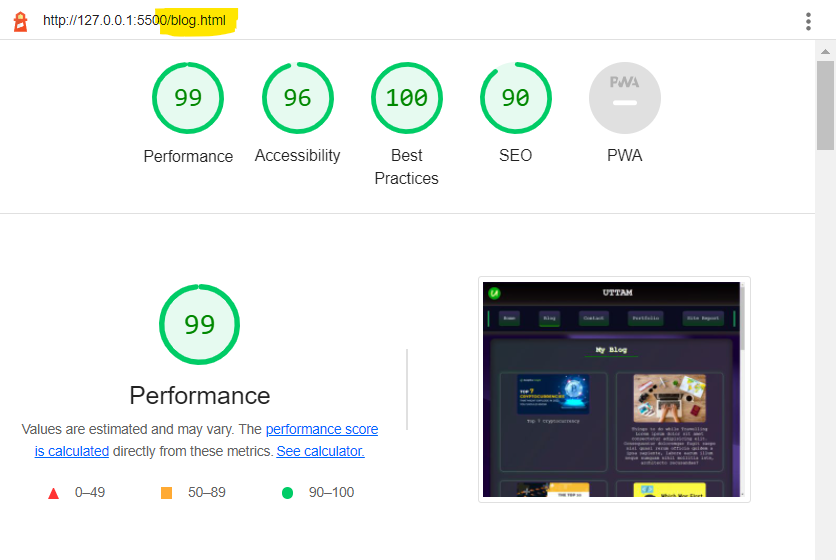 http://127.0.0.1:5500/blog.html
99
96
100
90
PWA
Performance
Accessibility
Best
Practices
SEO
PWA
99
Performance
Values are estimated and may vary. The performance score
is calculated directly from these metrics. See calculator.
0–49
50–89
90–100
UTTAM
Home
Blog
Contact
Portfolio
Site Report
My Blog
TOP 7
CRYPTOCURRENCIES
Top 7 Cryptocurrency
Things to do while Travelling
Lorem ipsum dolor sit amet
consectetur adipisicing elit.
THE TOP 10
Which Was First